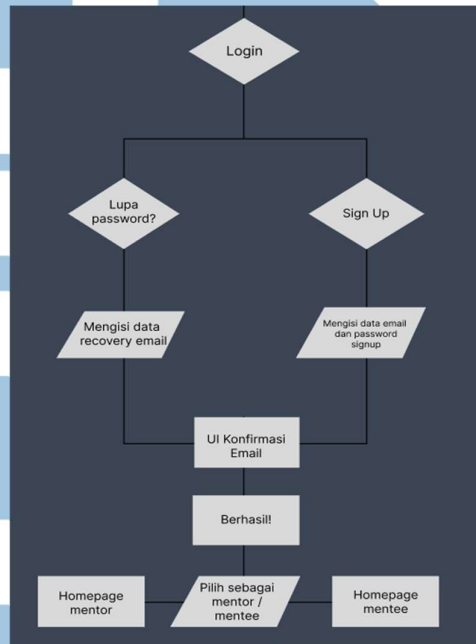 Login
Lupa
password?
Sign Up
Mengisi data
recovery email
Mengisi data email
dan password
signup
UI Konfirmasi
Email
Berhasil!
Homepage
mentor
Pilih sebagai
mentor /
mentee
Homepage
mentee